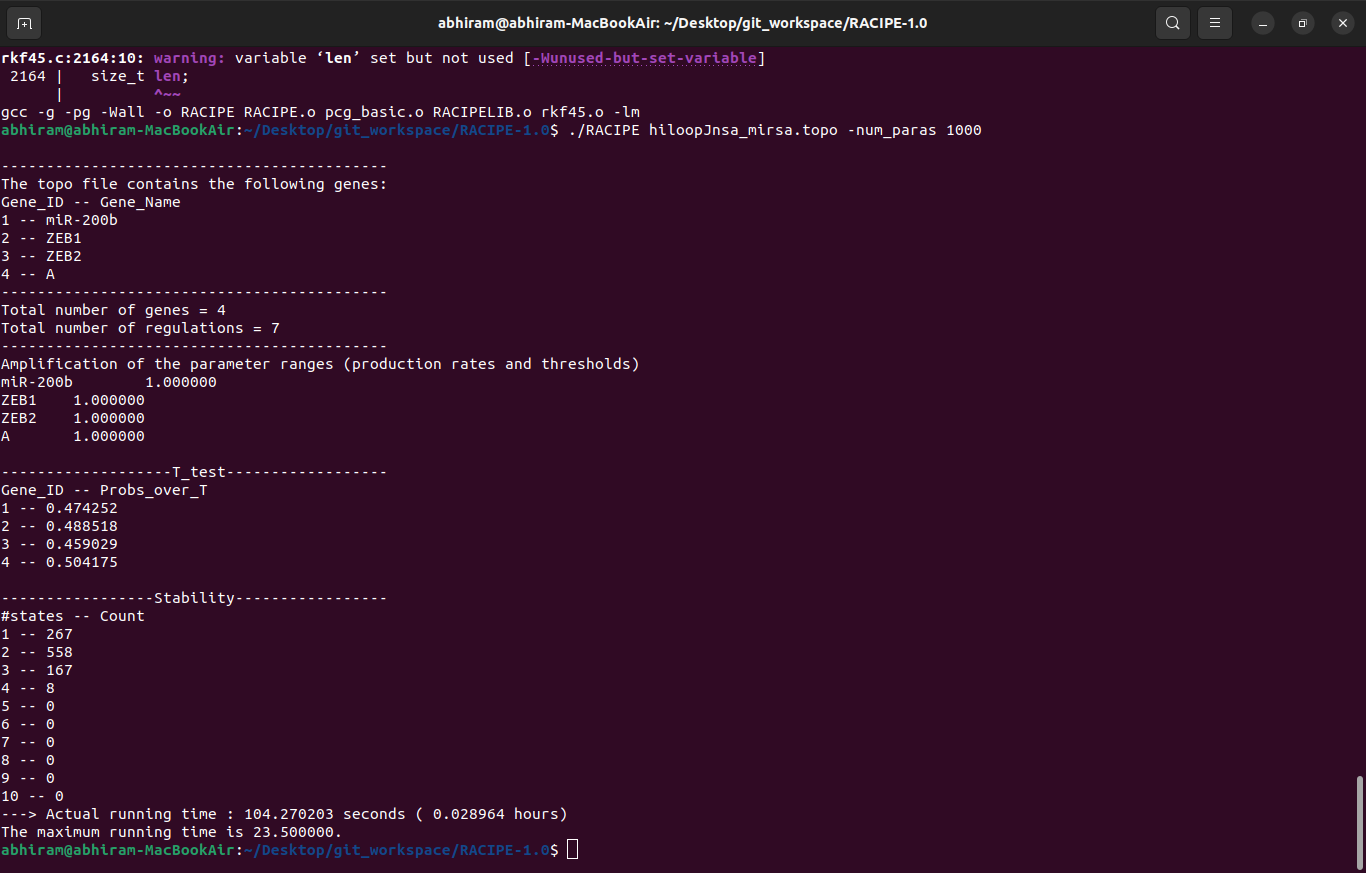 abhiram@abhiram-MacBookAir: ~/Desktop/git_workspace/RACIPE-1.0
rkf45.c:2164:10: warning: variable ‘len’ set but not used [-Wunused-but-set-variable]
 2164 |   size_t len;
      |          ^~~
gcc -g -pg -Wall -o RACIPE RACIPE.o pcg_basic.o RACIPELIB.o rkf45.o -lm
abhiram@abhiram-MacBookAir:~/Desktop/git_workspace/RACIPE-1.0$ ./RACIPE hiloopJnsa_mirsa.topo -num_paras 1000
-------------------------------------------
The topo file contains the following genes:
Gene_ID -- Gene_Name
1 -- miR-200b
2 -- ZEB1
3 -- ZEB2
4 -- A
-------------------------------------------
Total number of genes = 4
Total number of regulations = 7
-------------------------------------------
Amplification of the parameter ranges (production rates and thresholds)
miR-200b        1.000000
ZEB1    1.000000
ZEB2    1.000000
A       1.000000
-------------------T_test------------------
Gene_ID -- Probs_over_T
1 -- 0.474252
2 -- 0.488518
3 -- 0.459029
4 -- 0.504175
-----------------Stability-----------------
#states -- Count
1 -- 267
2 -- 558
3 -- 167
4 -- 8
5 -- 0
6 -- 0
7 -- 0
8 -- 0
9 -- 0
10 -- 0
---> Actual running time : 104.270203 seconds ( 0.028964 hours)
The maximum running time is 23.500000.
abhiram@abhiram-MacBookAir:~/Desktop/git_workspace/RACIPE-1.0$